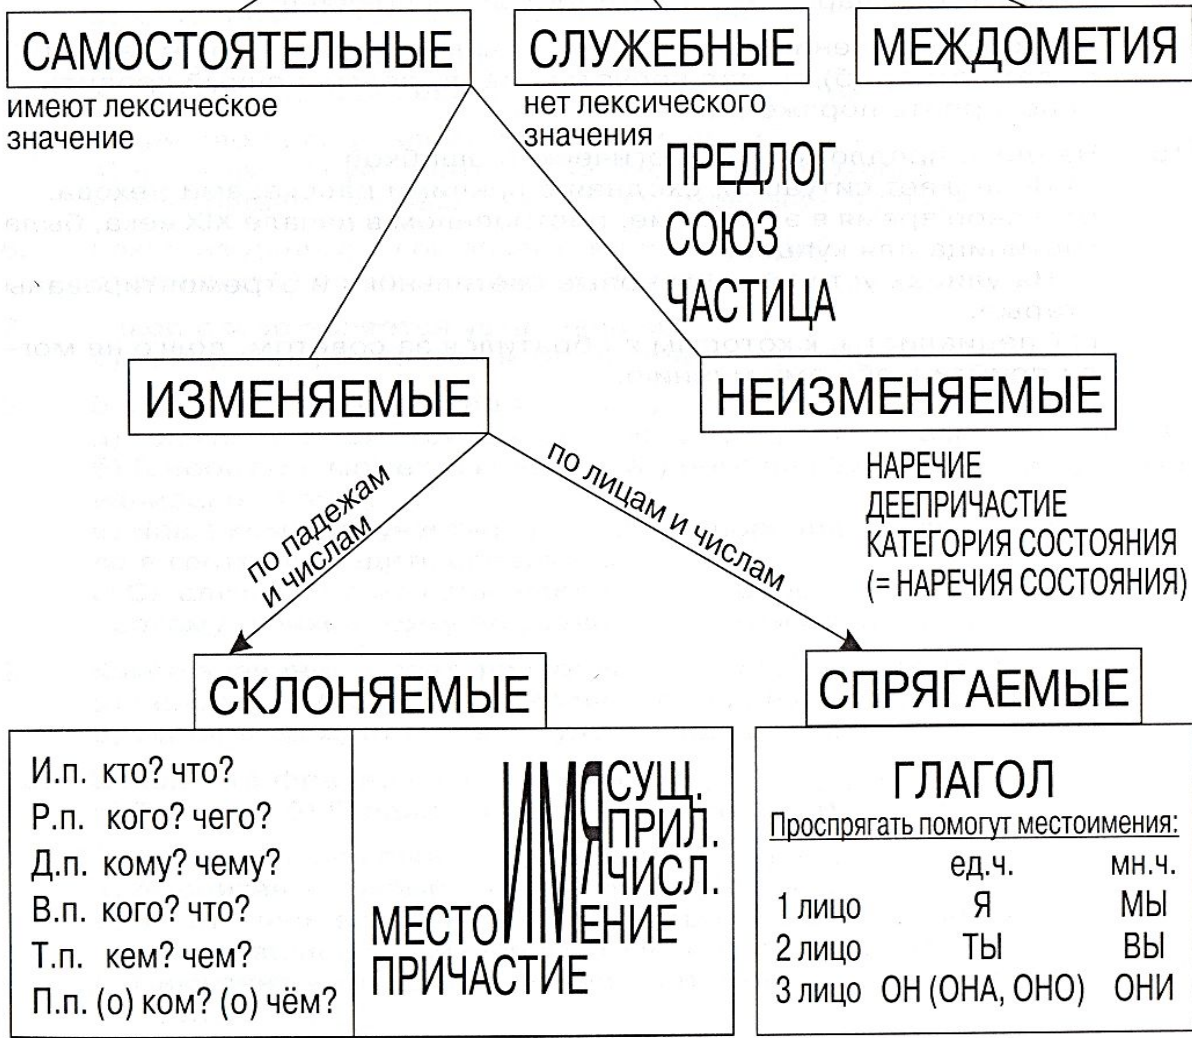 САМОСТОЯТЕЛЬНЫЕ
имеют лексическое
значение
СЛУЖЕБНЫЕ
нет лексического
значения
ПРЕДЛОГ
СОЮЗ
ЧАСТИЦА
МЕЖДОМЕТИЯ
ИЗМЕНЯЕМЫЕ
НЕИЗМЕНЯЕМЫЕ
НАРЕЧИЕ
ДЕЕПРИЧАСТИЕ
КАТЕГОРИЯ СОСТОЯНИЯ
(= НАРЕЧИЯ СОСТОЯНИЯ)
по падежам
и числам
по лицам и числам
СКЛОНЯЕМЫЕ
И.п. кто? что?
Р.п. кого? чего?
Д.п. кому? чему?
В.п. кого? что?
Т.п. кем? чем?
П.п. (о) ком? (о) чём?
ИМЯ СУЩ.
ПРИЛ.
ЧИСЛ.
МЕСТОИМЕНИЕ
ПРИЧАСТИЕ
СПРЯГАЕМЫЕ
ГЛАГОЛ
Проспрягать помогут местоимения:
ед.ч. мн.ч.
1 лицо Я МЫ
2 лицо ТЫ ВЫ
3 лицо ОН (ОНА, ОНО) ОНИ